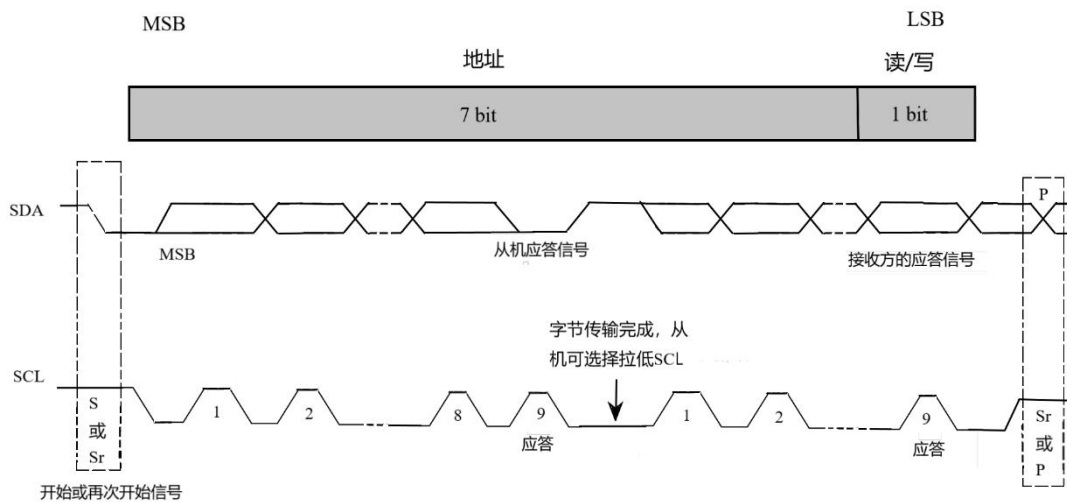 MSB
LSB
地址
读/写
7 bit
1 bit
SDA
P
MSB
从机应答信号
接收方的应答信号
字节传输完成，从
机可选择拉低SCL
SCL
S
或
Sr
1
2
8
9
1
2
9
Sr
或
P
应答
应答
开始或再次开始信号